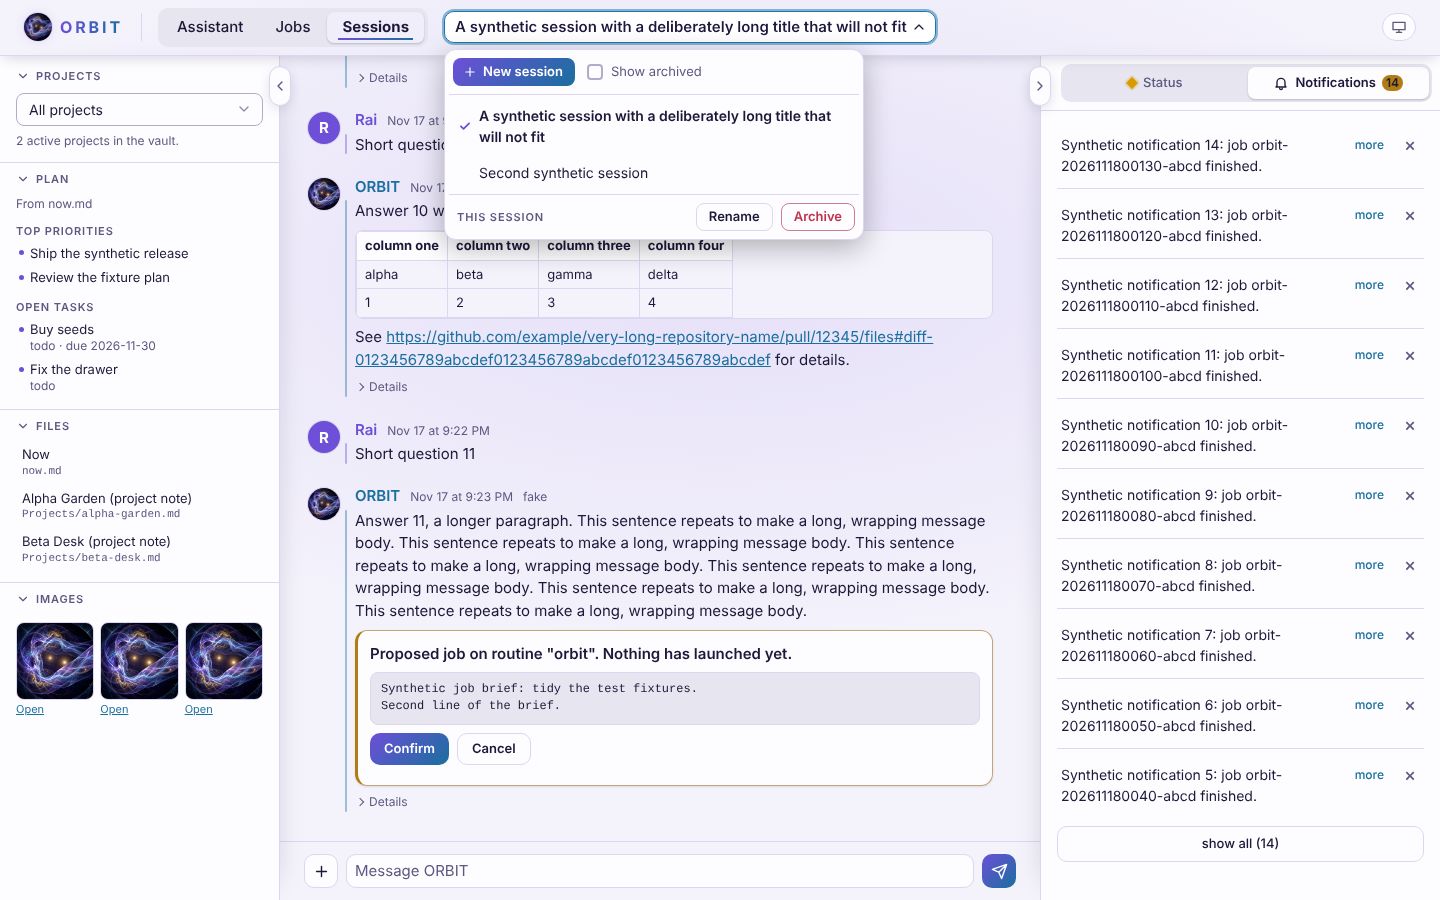 ORBIT
Assistant
Jobs
Sessions
A synthetic session with a deliberately long title that will not fit
PROJECTS
All projects
2 active projects in the vault.
PLAN
From now.md
TOP PRIORITIES
Ship the synthetic release
Review the fixture plan
OPEN TASKS
Buy seeds
todo · due 2026-11-30
Fix the drawer
todo
FILES
Now
now.md
Alpha Garden (project note)
Projects/alpha-garden.md
Beta Desk (project note)
Projects/beta-desk.md
IMAGES
Open
Open
Open
New session
Show archived
A synthetic session with a deliberately long title that
will not fit
Second synthetic session
THIS SESSION
Rename
Archive
Details
R
Rai
Nov 17 at
Short
ORBIT
Nov
Answer 10
column one
column two
column three
column four
alpha
beta
gamma
delta
1
2
3
4
See https://github.com/example/very-long-repository-name/pull/12345/files#diff-
0123456789abcdef0123456789abcdef0123456789abcdef for details.
Details
R
Rai Nov 17 at 9:22 PM
Short question 11
ORBIT Nov 17 at 9:23 PM fake
Answer 11, a longer paragraph. This sentence repeats to make a long, wrapping message
body. This sentence repeats to make a long, wrapping message body. This sentence
repeats to make a long, wrapping message body. This sentence repeats to make a long,
wrapping message body. This sentence repeats to make a long, wrapping message body.
This sentence repeats to make a long, wrapping message body.
Proposed job on routine "orbit". Nothing has launched yet.
Synthetic job brief: tidy the test fixtures.
Second line of the brief.
Confirm
Cancel
Details
Message ORBIT
Status
Notifications 14
Synthetic notification 14: job orbit-
2026111800130-abcd finished.
more
Synthetic notification 13: job orbit-
2026111800120-abcd finished.
more
Synthetic notification 12: job orbit-
2026111800110-abcd finished.
more
Synthetic notification 11: job orbit-
2026111800100-abcd finished.
more
Synthetic notification 10: job orbit-
202611180090-abcd finished.
more
Synthetic notification 9: job orbit-
202611180080-abcd finished.
more
Synthetic notification 8: job orbit-
202611180070-abcd finished.
more
Synthetic notification 7: job orbit-
202611180060-abcd finished.
more
Synthetic notification 6: job orbit-
202611180050-abcd finished.
more
Synthetic notification 5: job orbit-
202611180040-abcd finished.
more
show all (14)